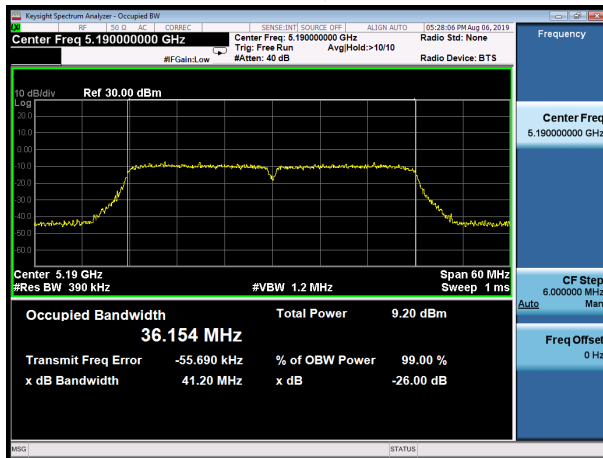 Keysight Spectrum Analyzer - Occupied BW
RF 50 Ω AC CORREC SENSE:INT SOURCE OFF ALIGN AUTO 05:28:06 PM Aug 06, 2019
Center Freq 5.190000000 GHz
Center Freq: 5.190000000 GHz
Radio Std: None
Trig: Free Run Avg|Hold:>10/10
#IFGain:Low #Atten: 40 dB Radio Device: BTS
Frequency
10 dB/div Ref 30.00 dBm
Log
20.0
10.0
0.00
-10.0
-20.0
-30.0
-40.0
-50.0
-60.0
Center 5.19 GHz Span 60 MHz
#Res BW 390 kHz #VBW 1.2 MHz Sweep 1 ms
Occupied Bandwidth Total Power 9.20 dBm
36.154 MHz
Transmit Freq Error -55.690 kHz % of OBW Power 99.00 %
x dB Bandwidth 41.20 MHz x dB -26.00 dB
Center Freq
5.190000000 GHz
CF Step
6.000000 MHz
Auto Man
Freq Offset
0 Hz
MSG STATUS